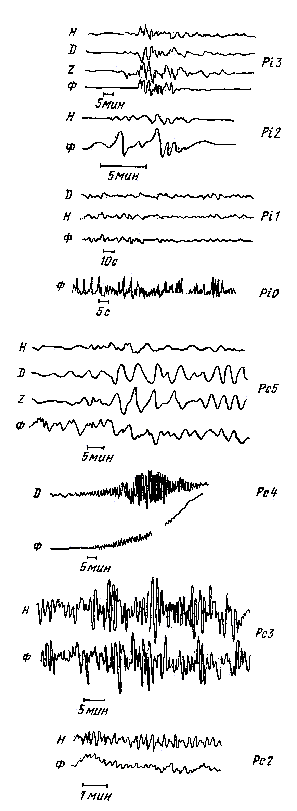 H
D
Z
Ф
Pi3
5мин
H
Ф
Pi2
5мин
D
H
Ф
Pi1
10с
Ф
Pi0
5с
H
D
Z
Ф
Pc5
5мин
D
Pc4
Ф
5мин
H
Ф
Pc3
5мин
H
Ф
Pc2
1мин